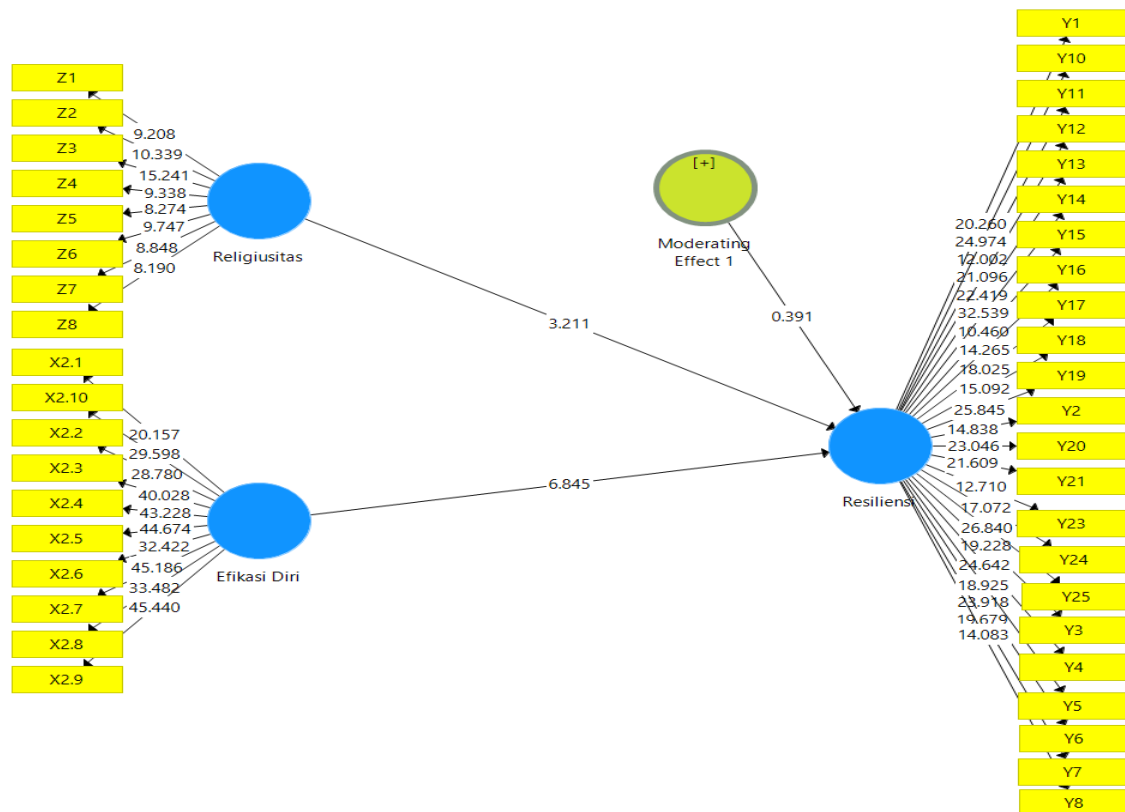 Z1
Z2
Z3
Z4
Z5
Z6
Z7
Z8
9.208
10.339
15.241
9.338
8.274
9.747
8.848
8.190
Religiusitas
X2.1
X2.10
X2.2
X2.3
X2.4
X2.5
X2.6
X2.7
X2.8
X2.9
20.157
29.598
28.780
40.028
43.228
44.674
32.422
45.186
33.482
45.440
Efikasi Diri
[+]
Moderating
Effect 1
3.211
0.391
6.845
Resiliensi
20.260
24.974
12.002
21.096
22.419
32.539
10.460
14.265
18.025
15.092
25.845
14.838
23.046
21.609
12.710
17.072
26.840
19.228
24.642
18.925
23.918
19.679
14.083
Y1
Y10
Y11
Y12
Y13
Y14
Y15
Y16
Y17
Y18
Y19
Y2
Y20
Y21
Y23
Y24
Y25
Y3
Y4
Y5
Y6
Y7
Y8